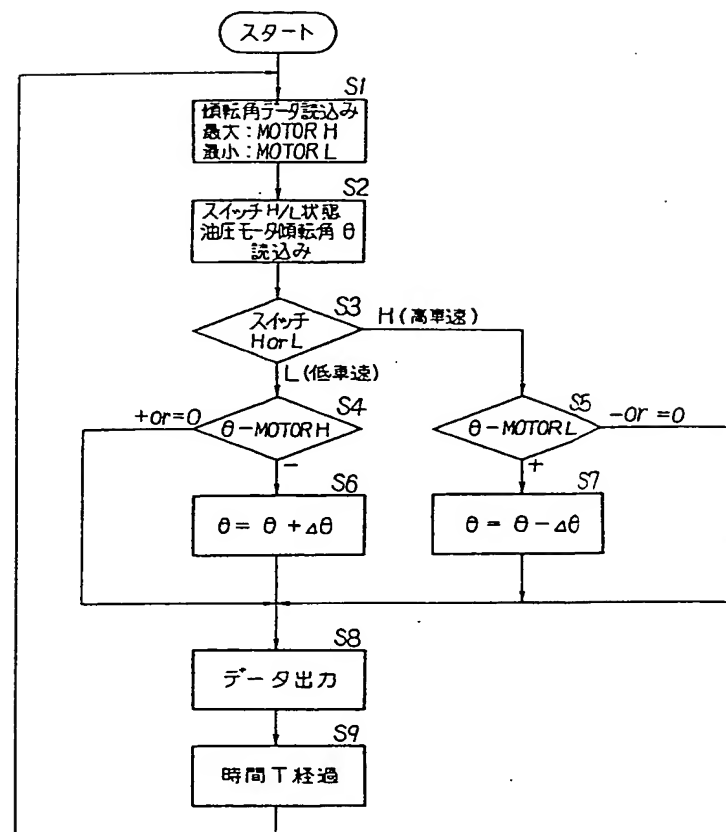 スタート
S1
傾転角データ読込み
最大:MOTOR H
最小:MOTOR L
S2
スイッチ H/L状態
油圧モータ傾転角 θ
読込み
S3
スイッチ
H or L
H (高車速)
L (低車速)
S4
+or=0
θ-MOTOR H
-
S5
-or=0
θ-MOTOR L
+
S6
θ= θ +Δθ
S7
θ= θ-Δθ
S8
データ出力
S9
時間T経過